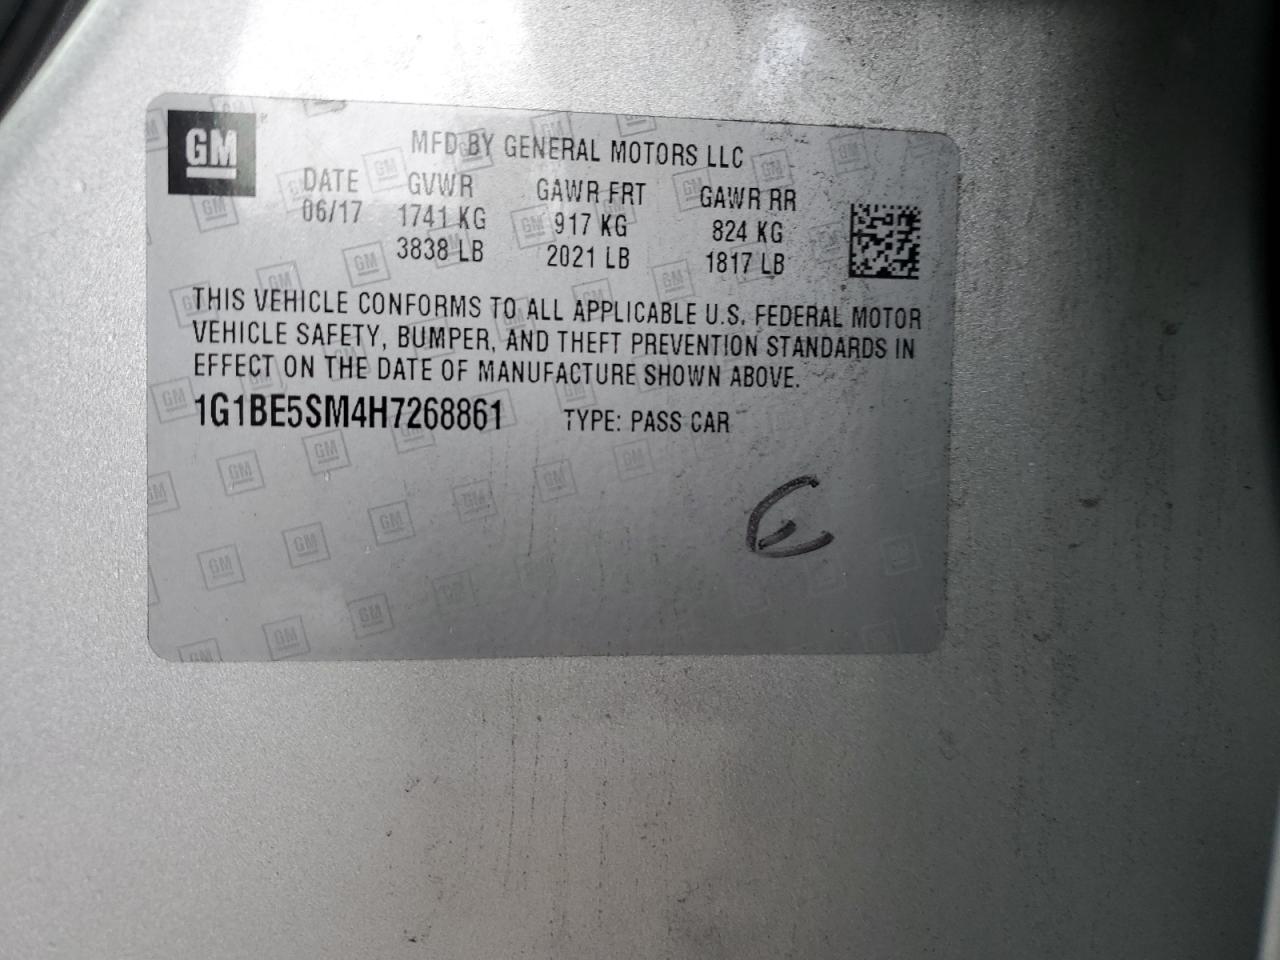 GM
MFD BY GENERAL MOTORS LLC
DATE GVWR GAWR FRT GAWR RR
06/17 1741 KG 917 KG 824 KG
3838 LB 2021 LB 1817 LB
THIS VEHICLE CONFORMS TO ALL APPLICABLE U.S. FEDERAL MOTOR
VEHICLE SAFETY, BUMPER, AND THEFT PREVENTION STANDARDS IN
EFFECT ON THE DATE OF MANUFACTURE SHOWN ABOVE.
1G1BE5SM4H7268861 TYPE: PASS CAR